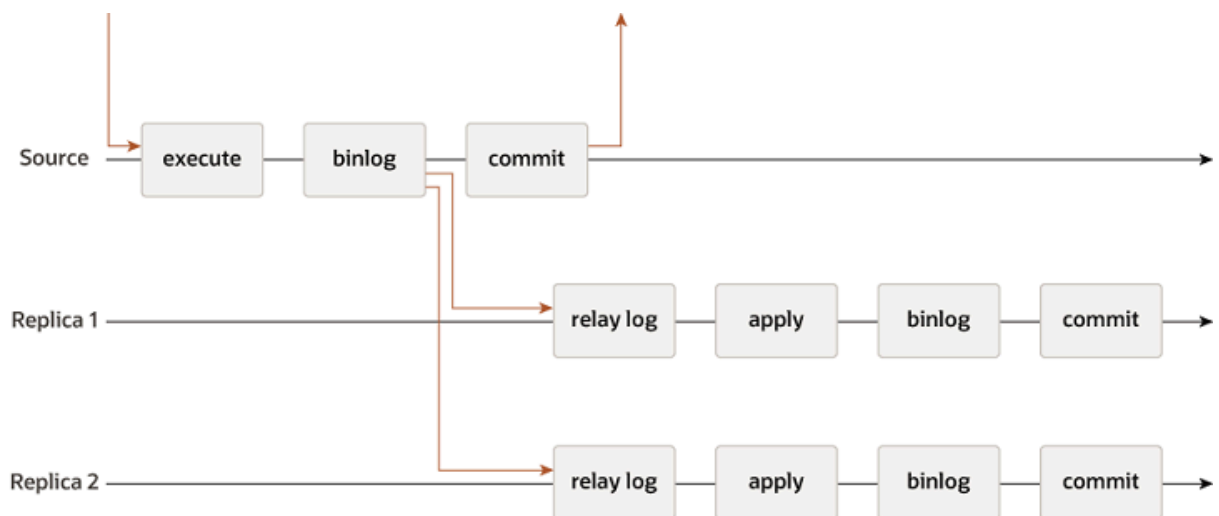 Source execute binlog commit
Replica 1 relay log apply binlog commit
Replica 2 relay log apply binlog commit